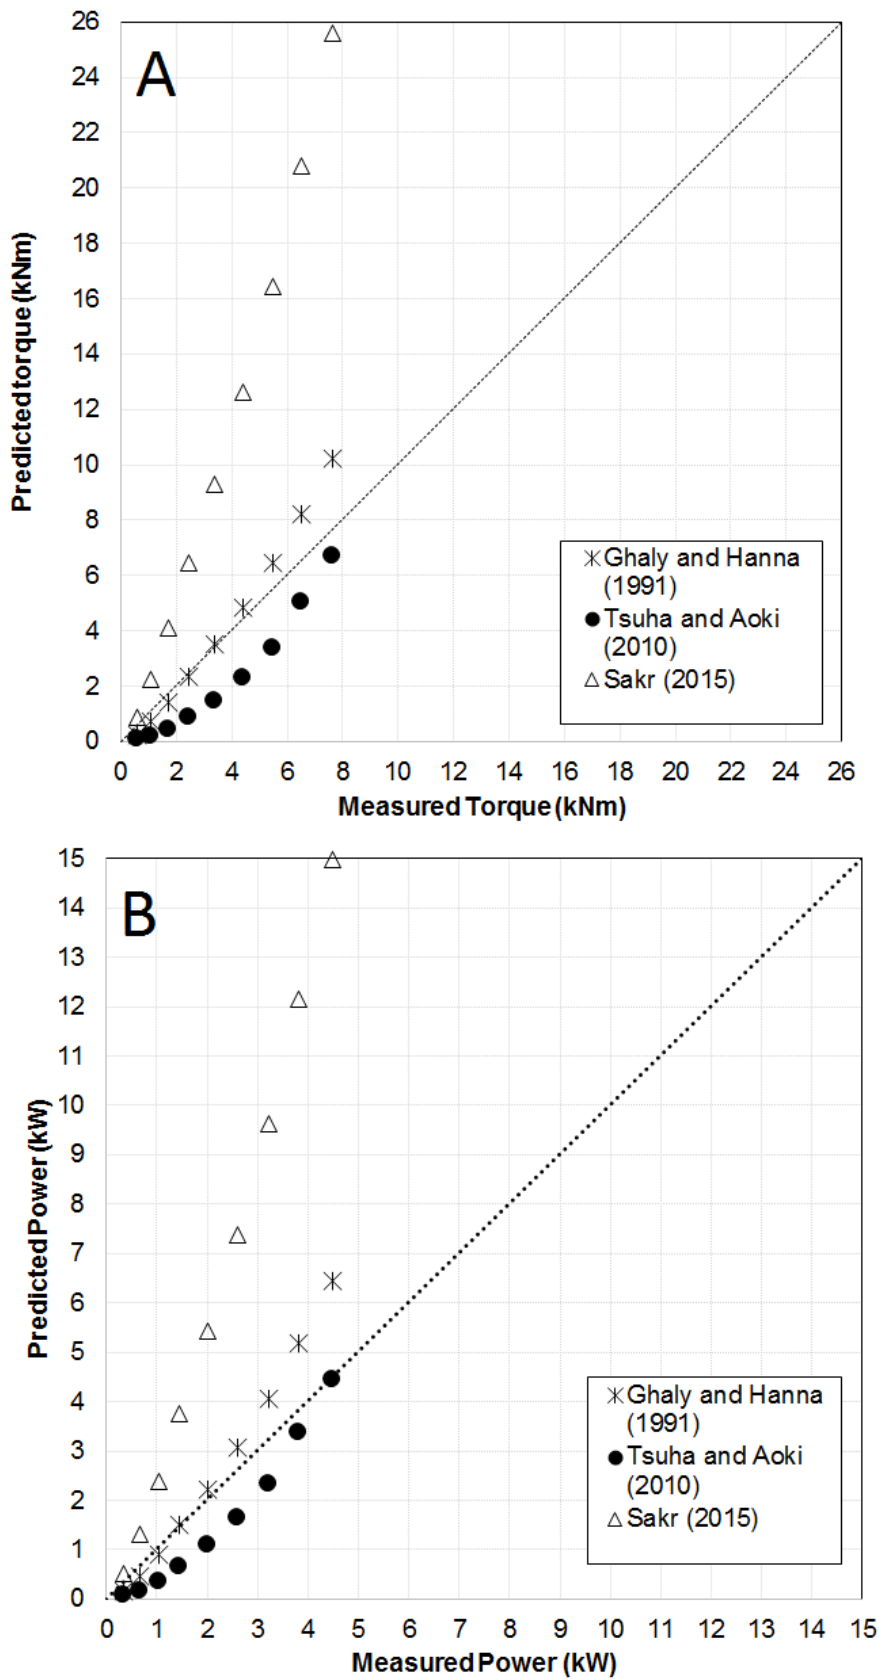 A
26
24
22
20
18
16
14
12
10
8
6
4
2
0
Predicted torque (kNm)
Ghaly and Hanna
(1991)
Tsuha and Aoki
(2010)
Sakr (2015)
0 2 4 6 8 10 12 14 16 18 20 22 24 26
Measured Torque (kNm)
B
15
14
13
12
11
10
9
8
7
6
5
4
3
2
1
0
Predicted Power (kW)
Ghaly and Hanna
(1991)
Tsuha and Aoki
(2010)
Sakr (2015)
0 1 2 3 4 5 6 7 8 9 10 11 12 13 14 15
Measured Power (kW)